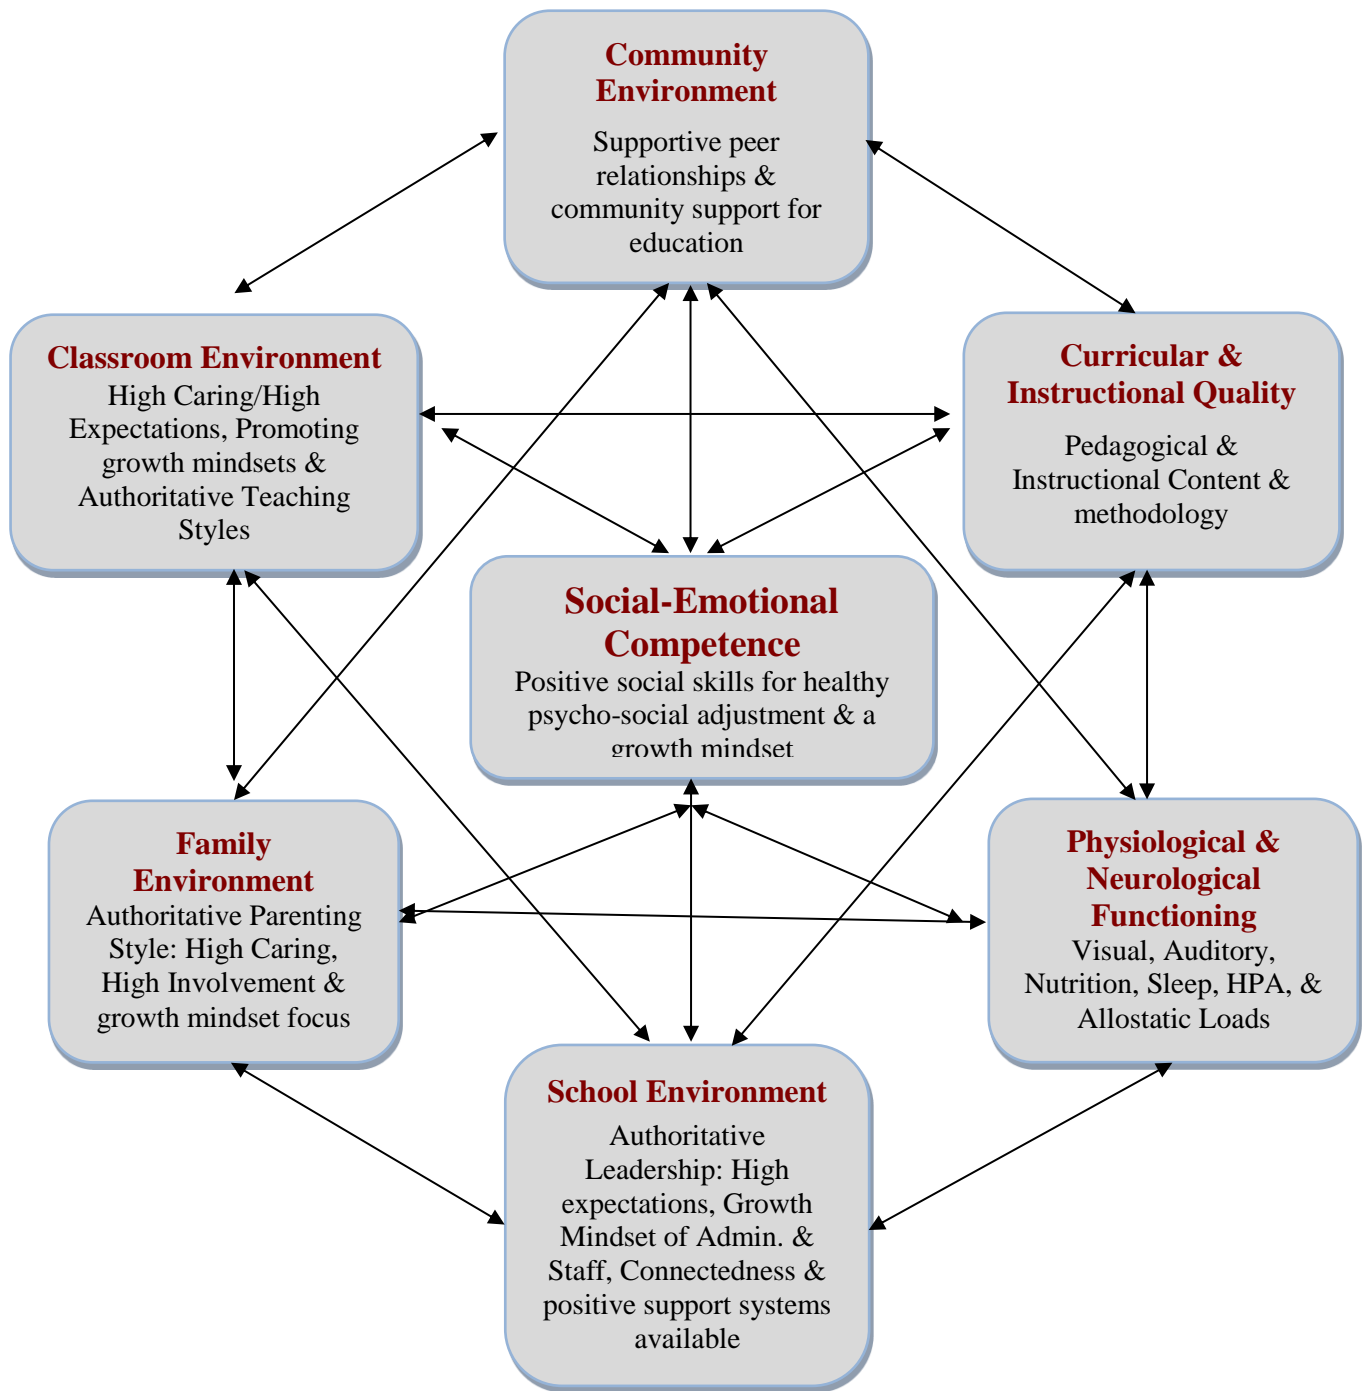 Community
Environment
Supportive peer
relationships &
community support for
education
Classroom Environment
High Caring/High
Expectations, Promoting
growth mindsets &
Authoritative Teaching
Styles
Curricular &
Instructional Quality
Pedagogical &
Instructional Content &
methodology
Social-Emotional
Competence
Positive social skills for healthy
psycho-social adjustment & a
growth mindset
Family
Environment
Authoritative Parenting
Style: High Caring,
High Involvement &
growth mindset focus
Physiological &
Neurological
Functioning
Visual, Auditory,
Nutrition, Sleep, HPA, &
Allostatic Loads
School Environment
Authoritative
Leadership: High
expectations, Growth
Mindset of Admin. &
Staff, Connectedness &
positive support systems
available